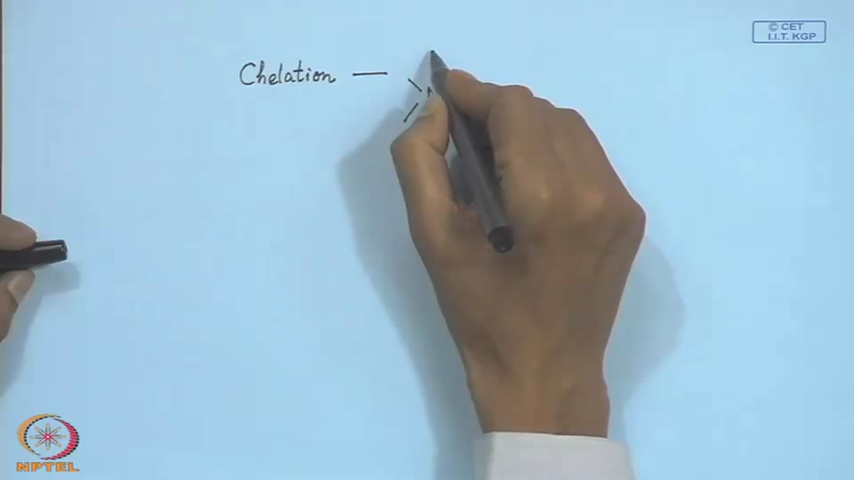 © CET
I.I.T. KGP
Chelation —
NPTEL